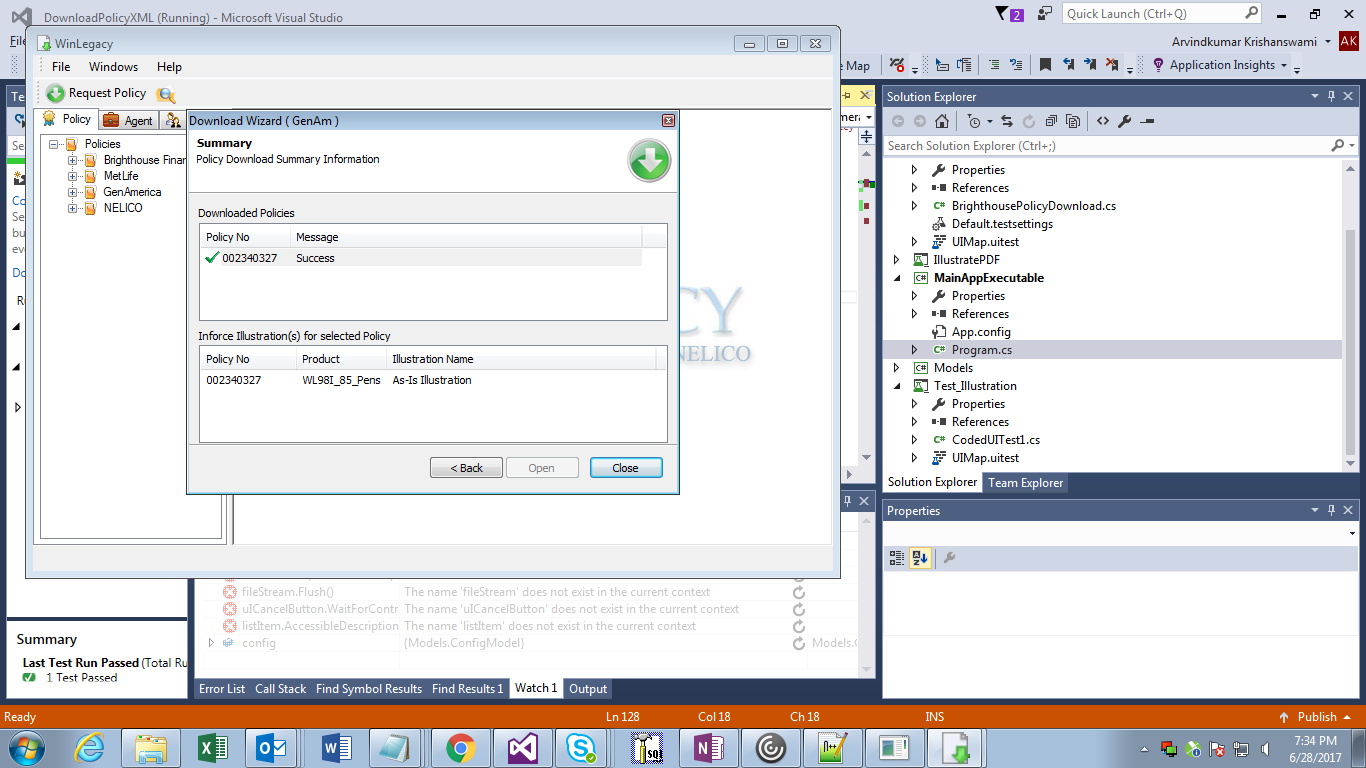 DownloadPolicyXML (Running) - Microsoft Visual Studio
2
Quick Launch (Ctrl+Q)
Arvindkumar Krishanswami
AK
WinLegacy
File Windows Help
Map
Application Insights
Request Policy
Policy Agent
Policies
Brighthouse Finan
MetLife
GenAmerica
NELICO
Download Wizard ( GenAm )
Summary
Policy Download Summary Information
Downloaded Policies
Policy No Message
002340327 Success
Inforce Illustration(s) for selected Policy
Policy No Product Illustration Name
002340327 WL98I_85_Pens As-Is Illustration
< Back Open Close
CY
NELICO
Solution Explorer
Search Solution Explorer (Ctrl+;)
Properties
References
BrighthousePolicyDownload.cs
Default.testsettings
UIMap.uitest
IllustratePDF
MainAppExecutable
Properties
References
App.config
Program.cs
Models
Test_Illustration
Properties
References
CodedUITest1.cs
UIMap.uitest
Solution Explorer Team Explorer
Properties
fileStream.Flush() The name 'fileStream' does not exist in the current context
uICancelButton.WaitForContr The name 'uICancelButton' does not exist in the current context
listItem.AccessibleDescription The name 'listItem' does not exist in the current context
config {Models.ConfigModel} Models.C
Summary
Last Test Run Passed (Total Ru
1 Test Passed
Error List Call Stack Find Symbol Results Find Results 1 Watch 1 Output
Ready Ln 128 Col 18 Ch 18 INS Publish
7:34 PM
6/28/2017